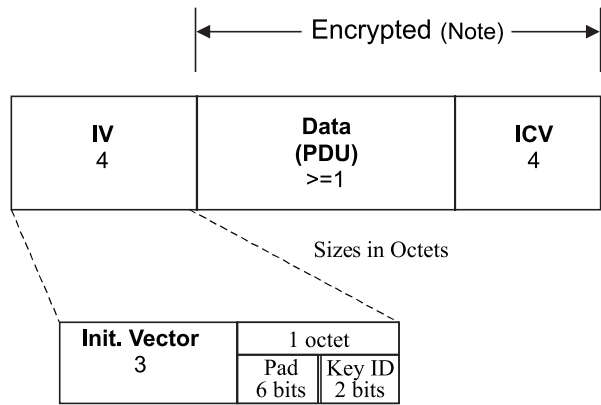 Encrypted (Note)
IV
4
Data
(PDU)
>=1
ICV
4
Sizes in Octets
Init. Vector
3
1 octet
Pad
6 bits
Key ID
2 bits